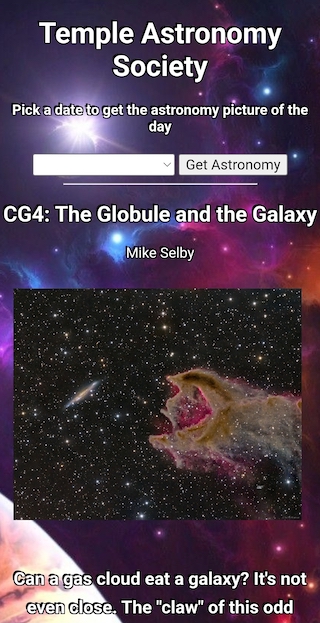 Temple Astronomy
Society
Pick a date to get the astronomy picture of the
day
Get Astronomy
CG4: The Globule and the Galaxy
Mike Selby
Can a gas cloud eat a galaxy? It's not
even close. The "claw" of this odd